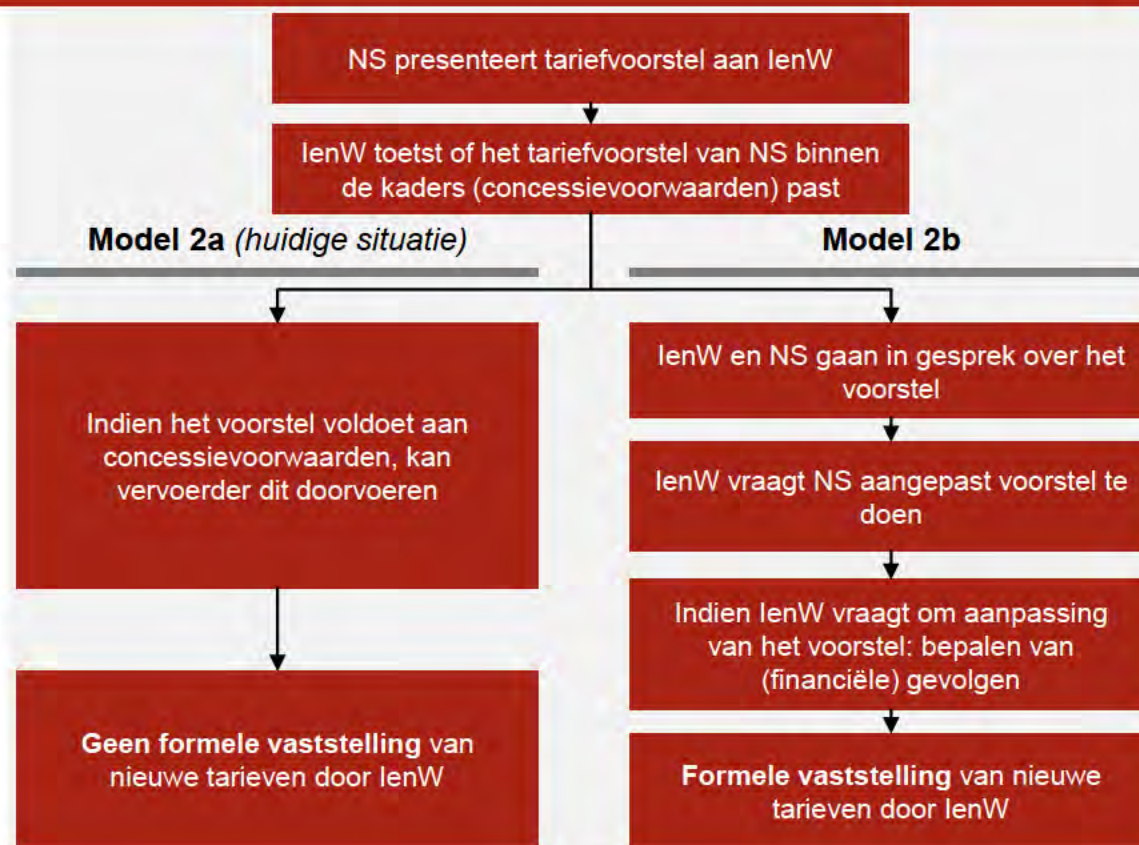 NS presenteert tariefvoorstel aan IenW
IenW toetst of het tariefvoorstel van NS binnen
de kaders (concessievoorwaarden) past
Model 2a (huidige situatie)
Indien het voorstel voldoet aan
concessievoorwaarden, kan
vervoerder dit doorvoeren
Geen formele vaststelling van
nieuwe tarieven door IenW
Model 2b
IenW en NS gaan in gesprek over het
voorstel
IenW vraagt NS aangepast voorstel te
doen
Indien IenW vraagt om aanpassing
van het voorstel: bepalen van
(financiële) gevolgen
Formele vaststelling van nieuwe
tarieven door IenW